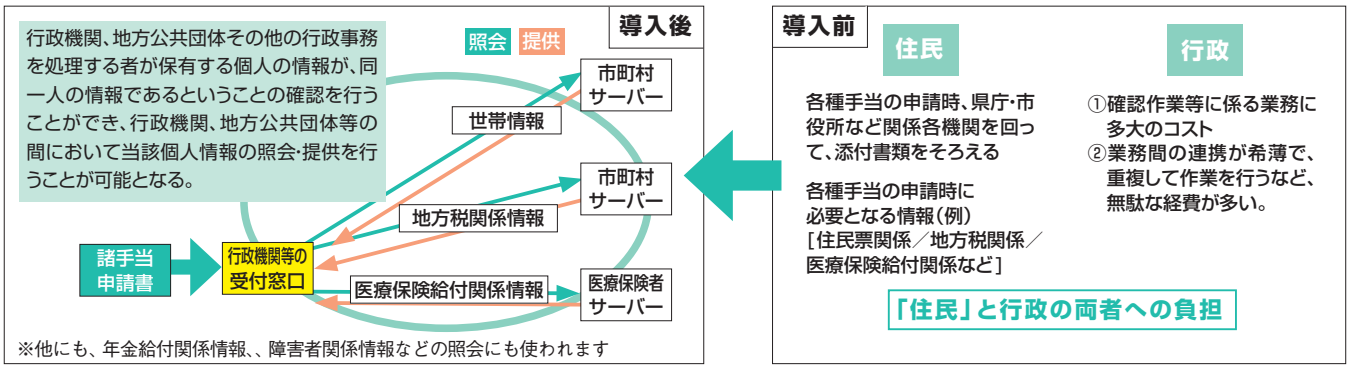 導入後
行政機関、地方公共団体その他の行政事務
を処理する者が保有する個人の情報が、同
一人の情報であるということの確認を行う
ことができ、行政機関、地方公共団体等の
間において当該個人情報の照会・提供を行
うことが可能となる。
照会 提供
市町村
サーバー
世帯情報
市町村
サーバー
地方税関係情報
諸手当
申請書
行政機関等の
受付窓口
医療保険給付関係情報
医療保険者
サーバー
※他にも、年金給付関係情報、、障害者関係情報などの照会にも使われます
導入前
住民
各種手当の申請時、県庁・市
役所など関係各機関を回っ
て、添付書類をそろえる
各種手当の申請時に
必要となる情報（例）
［住民票関係／地方税関係／
医療保険給付関係など］
行政
①確認作業等に係る業務に
多大のコスト
②業務間の連携が希薄で、
重複して作業を行うなど、
無駄な経費が多い。
「住民」と行政の両者への負担